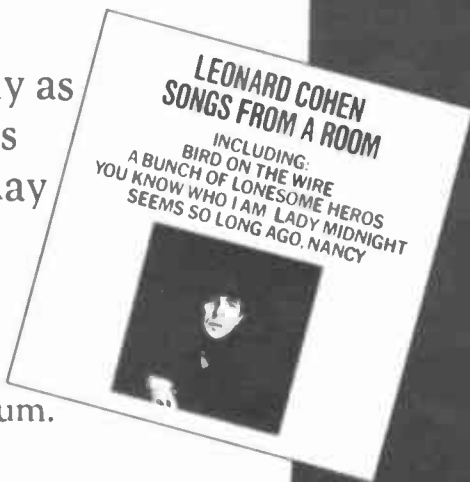 y as
s
ay
um.
LEONARD COHEN
SONGS FROM A ROOM
INCLUDING:
BIRD ON THE WIRE
A BUNCH OF LONESOME HEROS
YOU KNOW WHO I AM LADY MIDNIGHT
SEEMS SO LONG AGO, NANCY